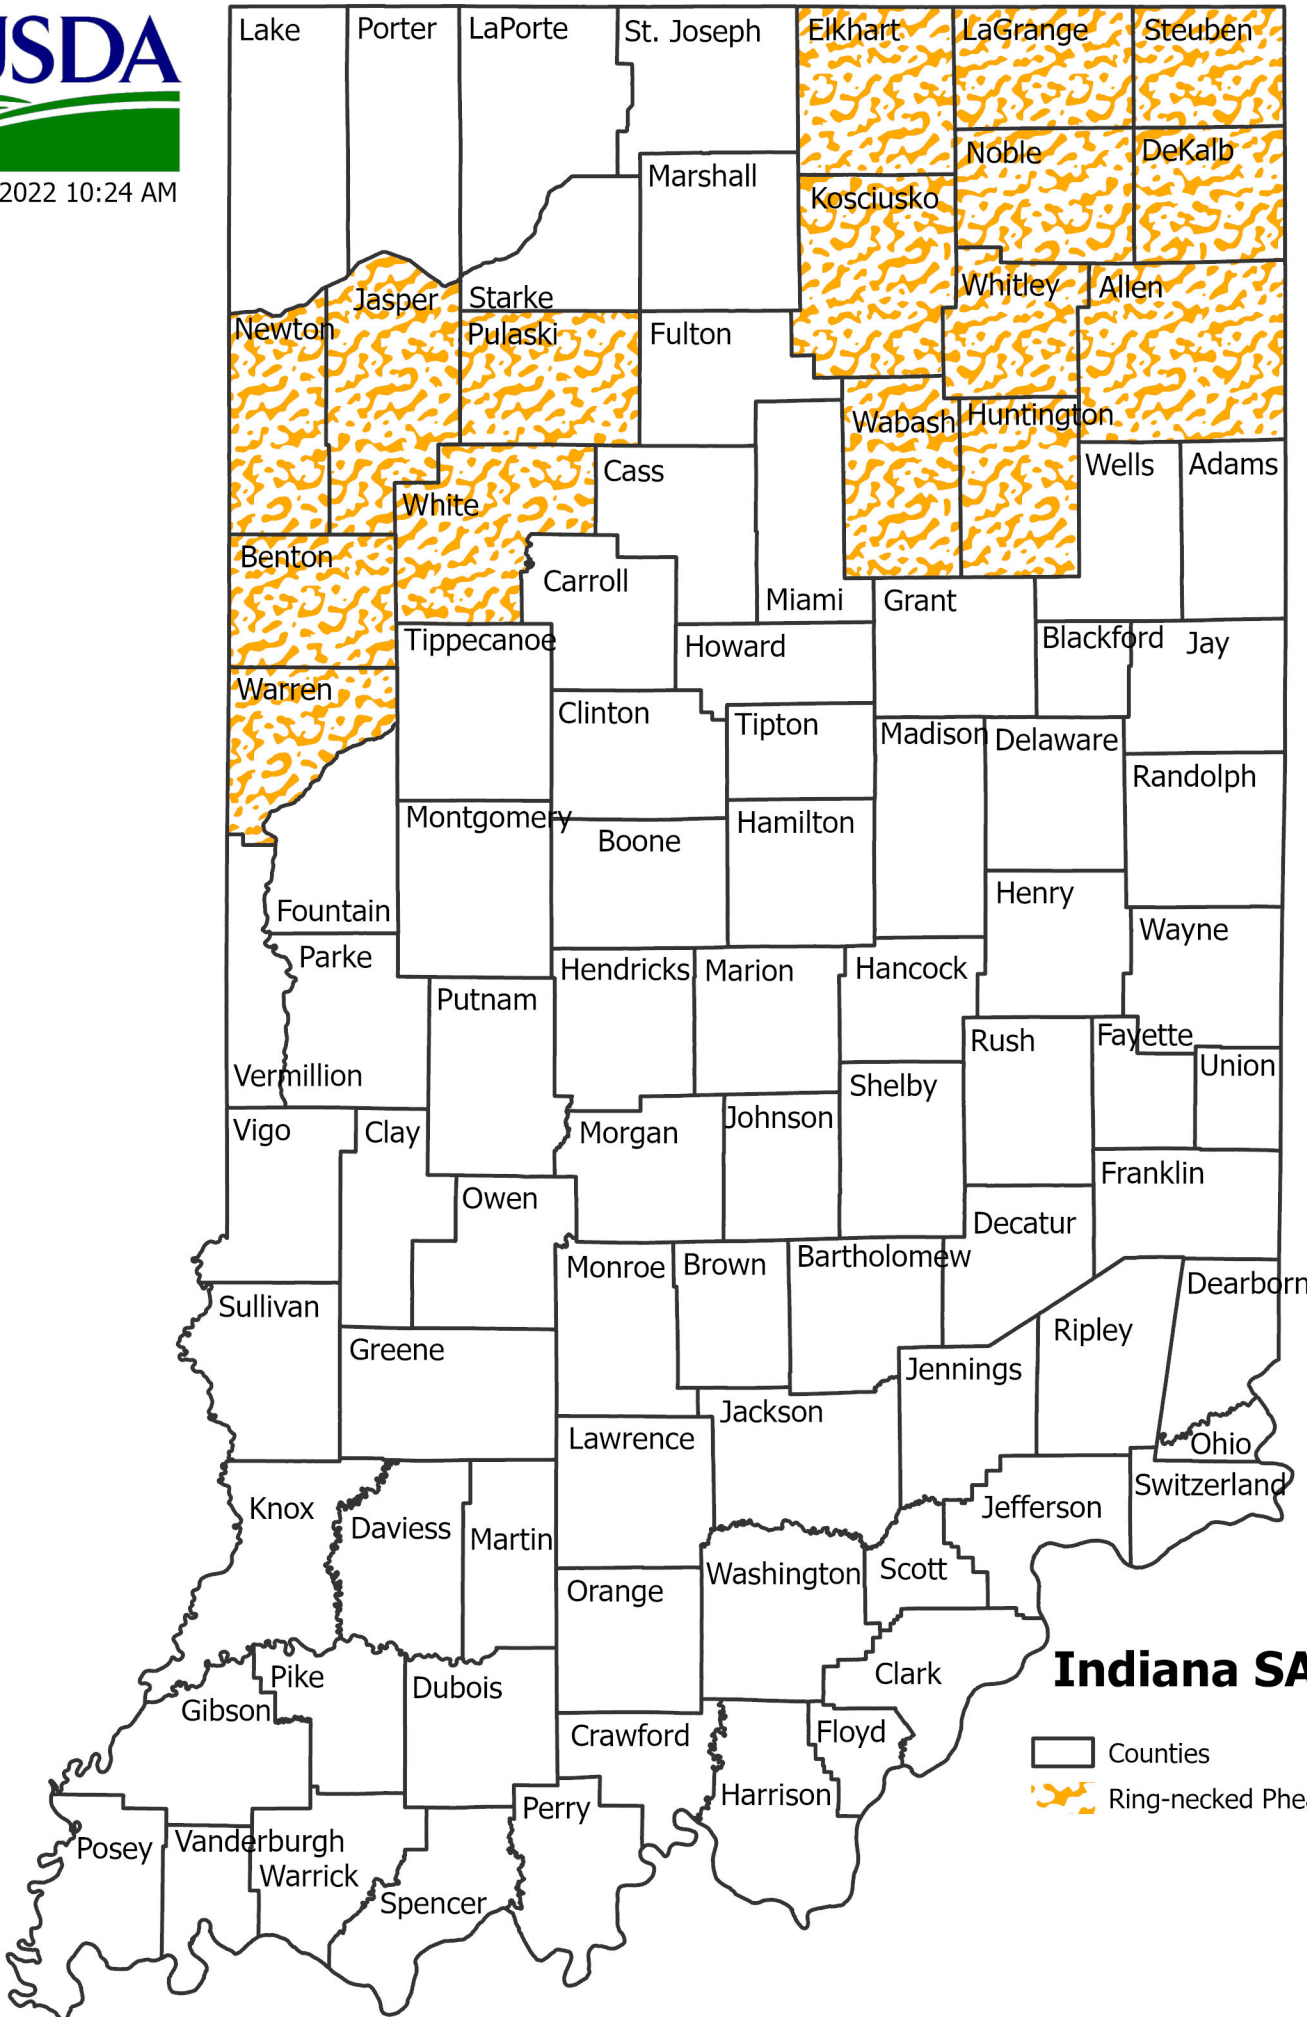 USDA
2022 10:24 AM
Lake
Porter
LaPorte
St. Joseph
Elkhart
LaGrange
Steuben
Noble
DeKalb
Marshall
Kosciusko
Whitley
Allen
Jasper
Starke
Newton
Pulaski
Fulton
Wabash
Huntington
Wells
Adams
Cass
White
Benton
Carroll
Miami
Grant
Tippecanoe
Howard
Blackford
Jay
Warren
Clinton
Tipton
Madison
Delaware
Randolph
Montgomery
Boone
Hamilton
Henry
Fountain
Wayne
Parke
Hendricks
Marion
Hancock
Putnam
Rush
Fayette
Union
Vermillion
Shelby
Vigo
Clay
Morgan
Johnson
Franklin
Owen
Decatur
Monroe
Brown
Bartholomew
Dearborn
Sullivan
Ripley
Greene
Jennings
Jackson
Lawrence
Ohio
Switzerland
Knox
Jefferson
Daviess
Martin
Washington
Scott
Orange
Pike
Dubois
Clark
Indiana SA
Gibson
Crawford
Floyd
Counties
Harrison
Ring-necked Phea
Perry
Posey
Vanderburgh
Warrick
Spencer